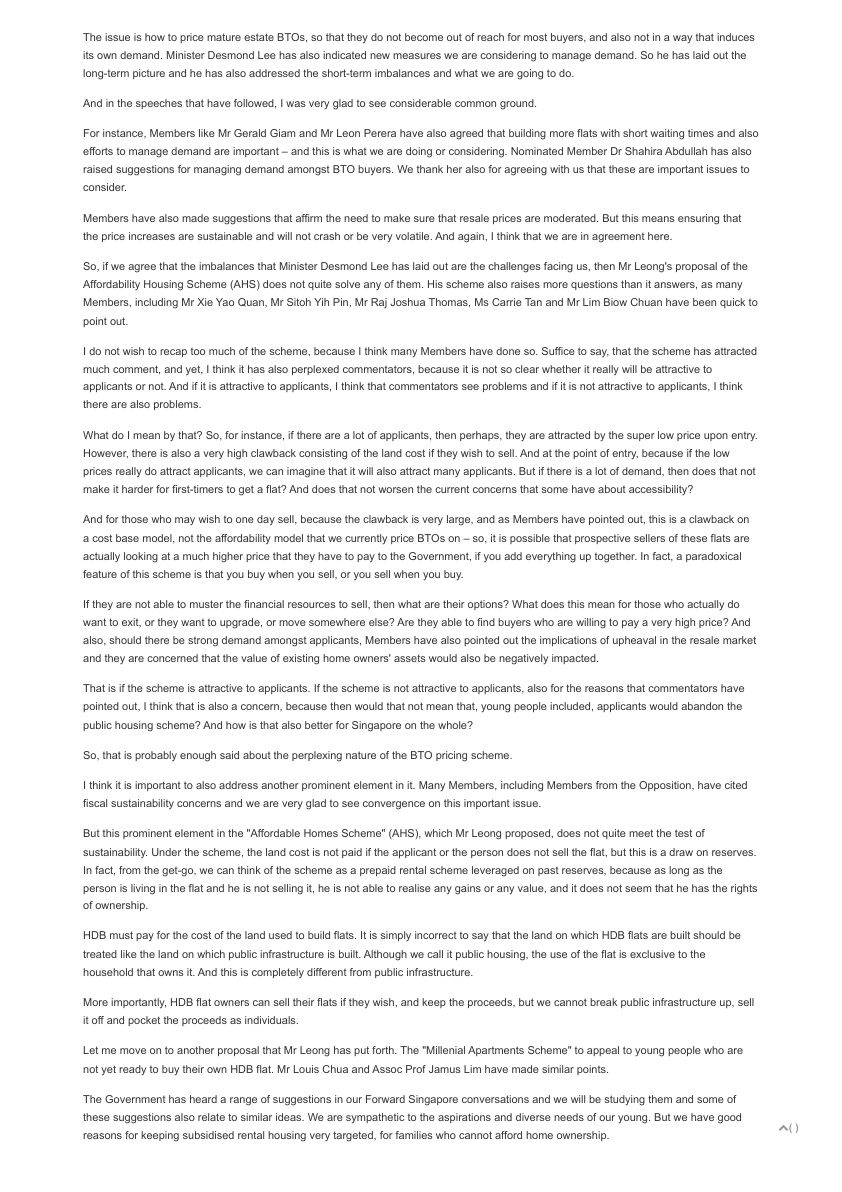 The issue is how to price mature estate BTOs, so that they do not become out of reach for most buyers, and also not in a way that induces
its own demand. Minister Desmond Lee has also indicated new measures we are considering to manage demand. So he has laid out the
long-term picture and he has also addressed the short-term imbalances and what we are going to do.
And in the speeches that have followed, I was very glad to see considerable common ground.
For instance, Members like Mr Gerald Giam and Mr Leon Perera have also agreed that building more flats with short waiting times and also
efforts to manage demand are important – and this is what we are doing or considering. Nominated Member Dr Shahira Abdullah has also
raised suggestions for managing demand amongst BTO buyers. We thank her also for agreeing with us that these are important issues to
consider.
Members have also made suggestions that affirm the need to make sure that resale prices are moderated. But this means ensuring that
the price increases are sustainable and will not crash or be very volatile. And again, I think that we are in agreement here.
So, if we agree that the imbalances that Minister Desmond Lee has laid out are the challenges facing us, then Mr Leong's proposal of the
Affordability Housing Scheme (AHS) does not quite solve any of them. His scheme also raises more questions than it answers, as many
Members, including Mr Xie Yao Quan, Mr Sitoh Yih Pin, Mr Raj Joshua Thomas, Ms Carrie Tan and Mr Lim Biow Chuan have been quick to
point out.
I do not wish to recap too much of the scheme, because I think many Members have done so. Suffice to say, that the scheme has attracted
much comment, and yet, I think it has also perplexed commentators, because it is not so clear whether it really will be attractive to
applicants or not. And if it is attractive to applicants, I think that commentators see problems and if it is not attractive to applicants, I think
there are also problems.
What do I mean by that? So, for instance, if there are a lot of applicants, then perhaps, they are attracted by the super low price upon entry.
However, there is also a very high clawback consisting of the land cost if they wish to sell. And at the point of entry, because if the low
prices really do attract applicants, we can imagine that it will also attract many applicants. But if there is a lot of demand, then does that not
make it harder for first-timers to get a flat? And does that not worsen the current concerns that some have about accessibility?
And for those who may wish to one day sell, because the clawback is very large, and as Members have pointed out, this is a clawback on
a cost base model, not the affordability model that we currently price BTOs on – so, it is possible that prospective sellers of these flats are
actually looking at a much higher price that they have to pay to the Government, if you add everything up together. In fact, a paradoxical
feature of this scheme is that you buy when you sell, or you sell when you buy.
If they are not able to muster the financial resources to sell, then what are their options? What does this mean for those who actually do
want to exit, or they want to upgrade, or move somewhere else? Are they able to find buyers who are willing to pay a very high price? And
also, should there be strong demand amongst applicants, Members have also pointed out the implications of upheaval in the resale market
and they are concerned that the value of existing home owners' assets would also be negatively impacted.
That is if the scheme is attractive to applicants. If the scheme is not attractive to applicants, also for the reasons that commentators have
pointed out, I think that is also a concern, because then would that not mean that, young people included, applicants would abandon the
public housing scheme? And how is that also better for Singapore on the whole?
So, that is probably enough said about the perplexing nature of the BTO pricing scheme.
I think it is important to also address another prominent element in it. Many Members, including Members from the Opposition, have cited
fiscal sustainability concerns and we are very glad to see convergence on this important issue.
But this prominent element in the "Affordable Homes Scheme" (AHS), which Mr Leong proposed, does not quite meet the test of
sustainability. Under the scheme, the land cost is not paid if the applicant or the person does not sell the flat, but this is a draw on reserves.
In fact, from the get-go, we can think of the scheme as a prepaid rental scheme leveraged on past reserves, because as long as the
person is living in the flat and he is not selling it, he is not able to realise any gains or any value, and it does not seem that he has the rights
of ownership.
HDB must pay for the cost of the land used to build flats. It is simply incorrect to say that the land on which HDB flats are built should be
treated like the land on which public infrastructure is built. Although we call it public housing, the use of the flat is exclusive to the
household that owns it. And this is completely different from public infrastructure.
More importantly, HDB flat owners can sell their flats if they wish, and keep the proceeds, but we cannot break public infrastructure up, sell
it off and pocket the proceeds as individuals.
Let me move on to another proposal that Mr Leong has put forth. The "Millenial Apartments Scheme" to appeal to young people who are
not yet ready to buy their own HDB flat. Mr Louis Chua and Assoc Prof Jamus Lim have made similar points.
The Government has heard a range of suggestions in our Forward Singapore conversations and we will be studying them and some of
these suggestions also relate to similar ideas. We are sympathetic to the aspirations and diverse needs of our young. But we have good
reasons for keeping subsidised rental housing very targeted, for families who cannot afford home ownership.
()